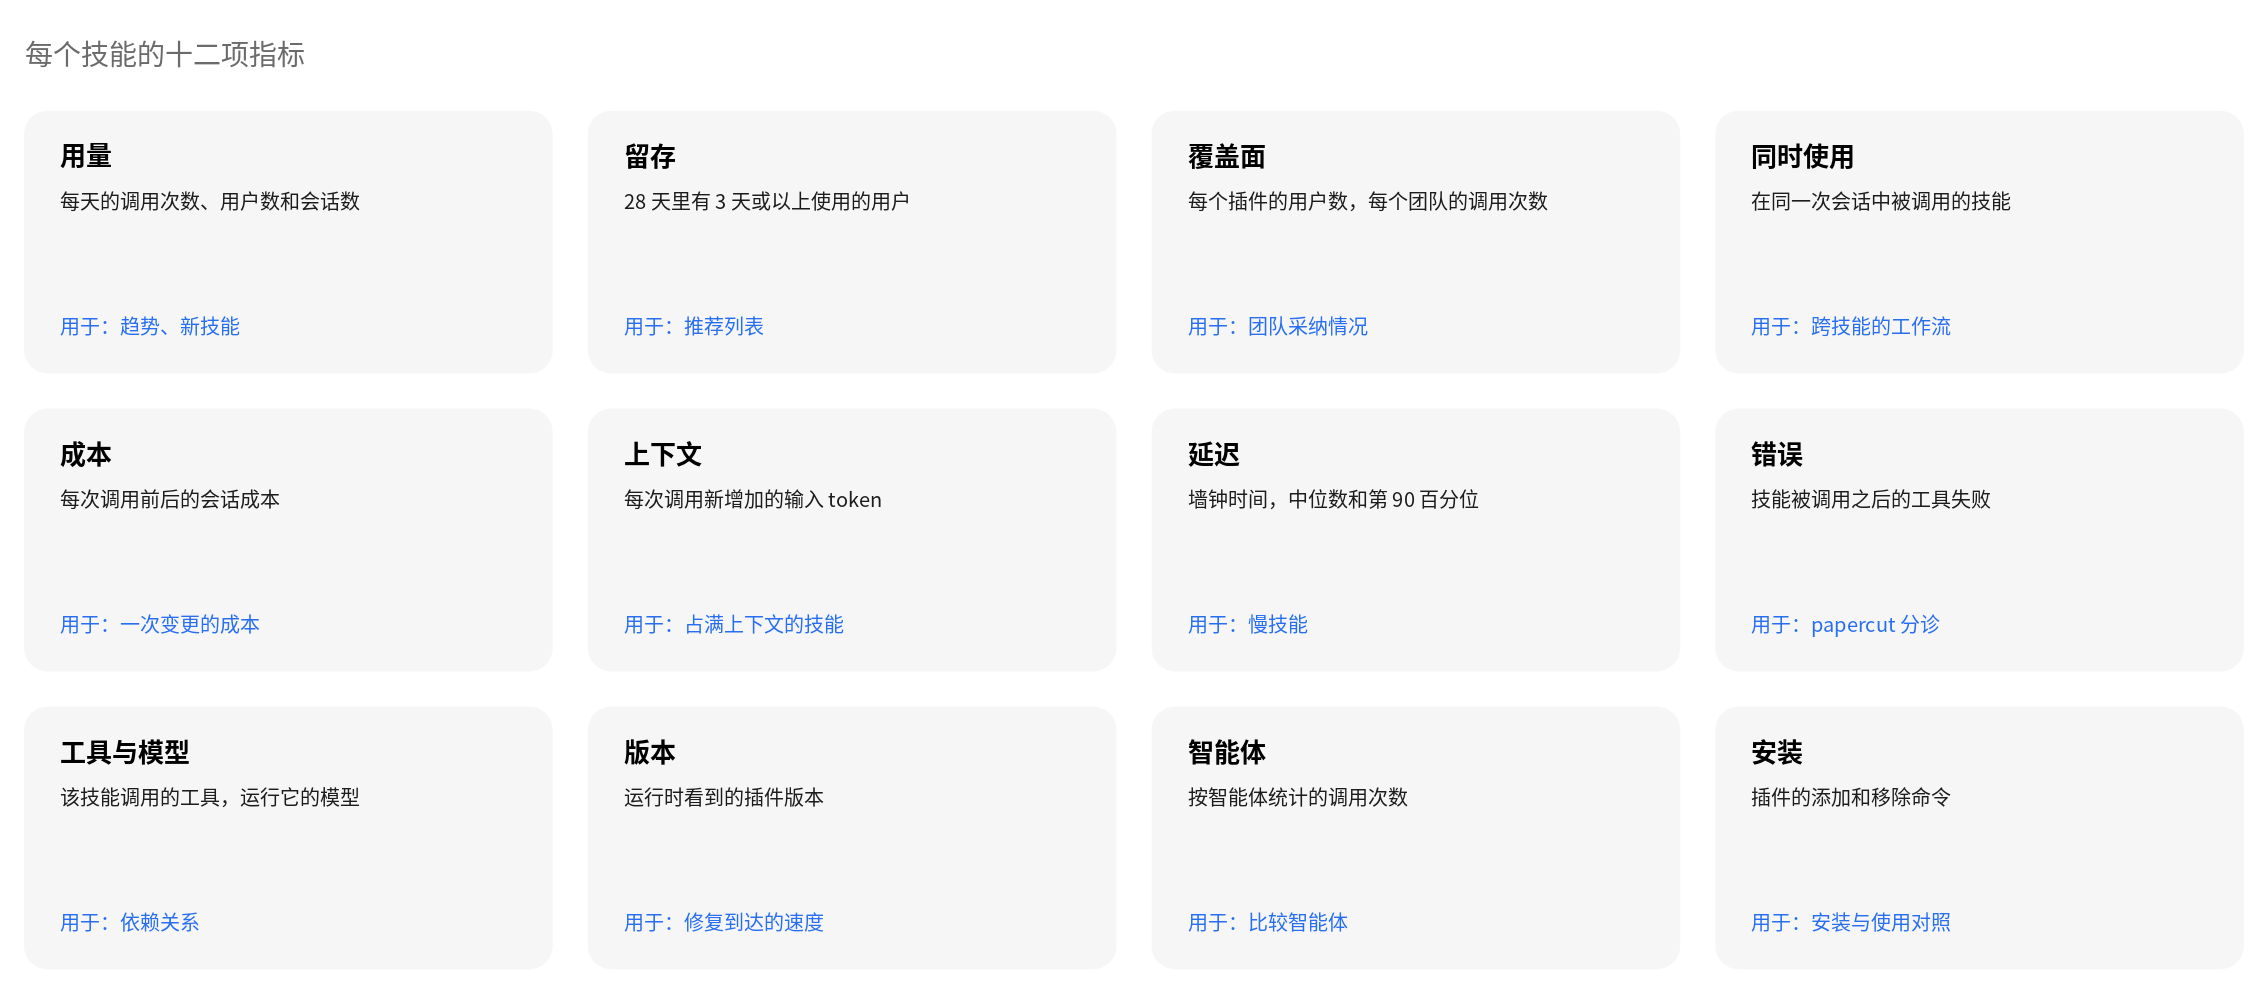 每个技能的十二项指标
用量
每天的调用次数、用户数和会话数
用于：趋势、新技能
留存
28 天里有 3 天或以上使用的用户
用于：推荐列表
覆盖面
每个插件的用户数，每个团队的调用次数
用于：团队采纳情况
同时使用
在同一次会话中被调用的技能
用于：跨技能的工作流
成本
每次调用前后的会话成本
用于：一次变更的成本
上下文
每次调用新增加的输入 token
用于：占满上下文的技能
延迟
墙钟时间，中位数和第 90 百分位
用于：慢技能
错误
技能被调用之后的工具失败
用于：papercut 分诊
工具与模型
该技能调用的工具，运行它的模型
用于：依赖关系
版本
运行时看到的插件版本
用于：修复到达的速度
智能体
按智能体统计的调用次数
用于：比较智能体
安装
插件的添加和移除命令
用于：安装与使用对照